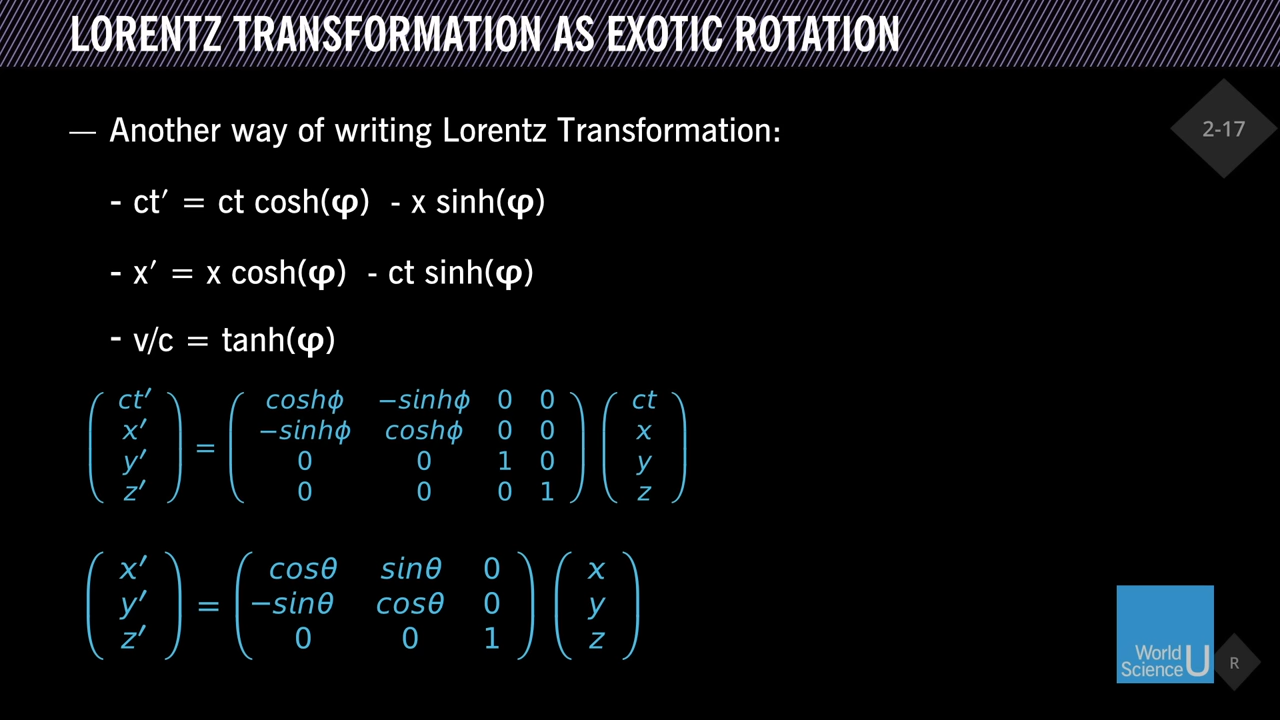 LORENTZ TRANSFORMATION AS EXOTIC ROTATION
2-17
— Another way of writing Lorentz Transformation:
- ct′ = ct cosh(φ) - x sinh(φ)
- x′ = x cosh(φ) - ct sinh(φ)
- v/c = tanh(φ)
ct′ coshϕ −sinhϕ 0 0 ct
x′ −sinhϕ coshϕ 0 0 x
=
y′ 0 0 1 0 y
z′ 0 0 0 1 z
x′ cosθ sinθ 0 x
y′ = −sinθ cosθ 0 y
z′ 0 0 1 z
World
Science U
R